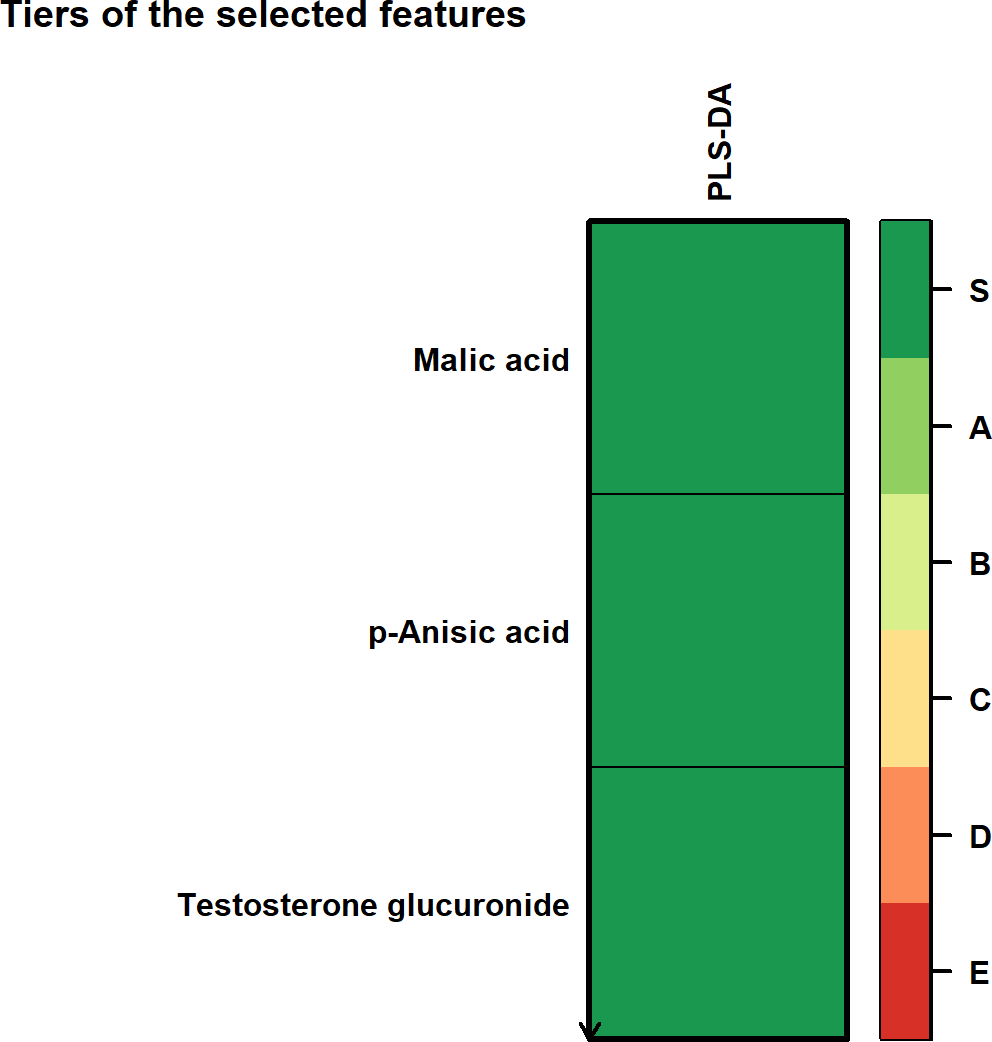 Tiers of the selected features
PLS-DA
Malic acid
p-Anisic acid
Testosterone glucuronide
S
A
B
C
D
E